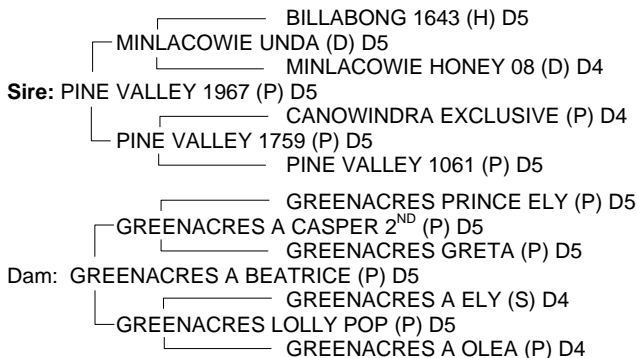 BILLABONG 1643 (H) D5
MINLACOWIE UNDA (D) D5
MINLACOWIE HONEY 08 (D) D4
Sire: PINE VALLEY 1967 (P) D5
CANOWINDRA EXCLUSIVE (P) D4
PINE VALLEY 1759 (P) D5
PINE VALLEY 1061 (P) D5
GREENACRES PRINCE ELY (P) D5
GREENACRES A CASPER 2ND (P) D5
GREENACRES GRETA (P) D5
Dam: GREENACRES A BEATRICE (P) D5
GREENACRES A ELY (S) D4
GREENACRES LOLLY POP (P) D5
GREENACRES A OLEA (P) D4